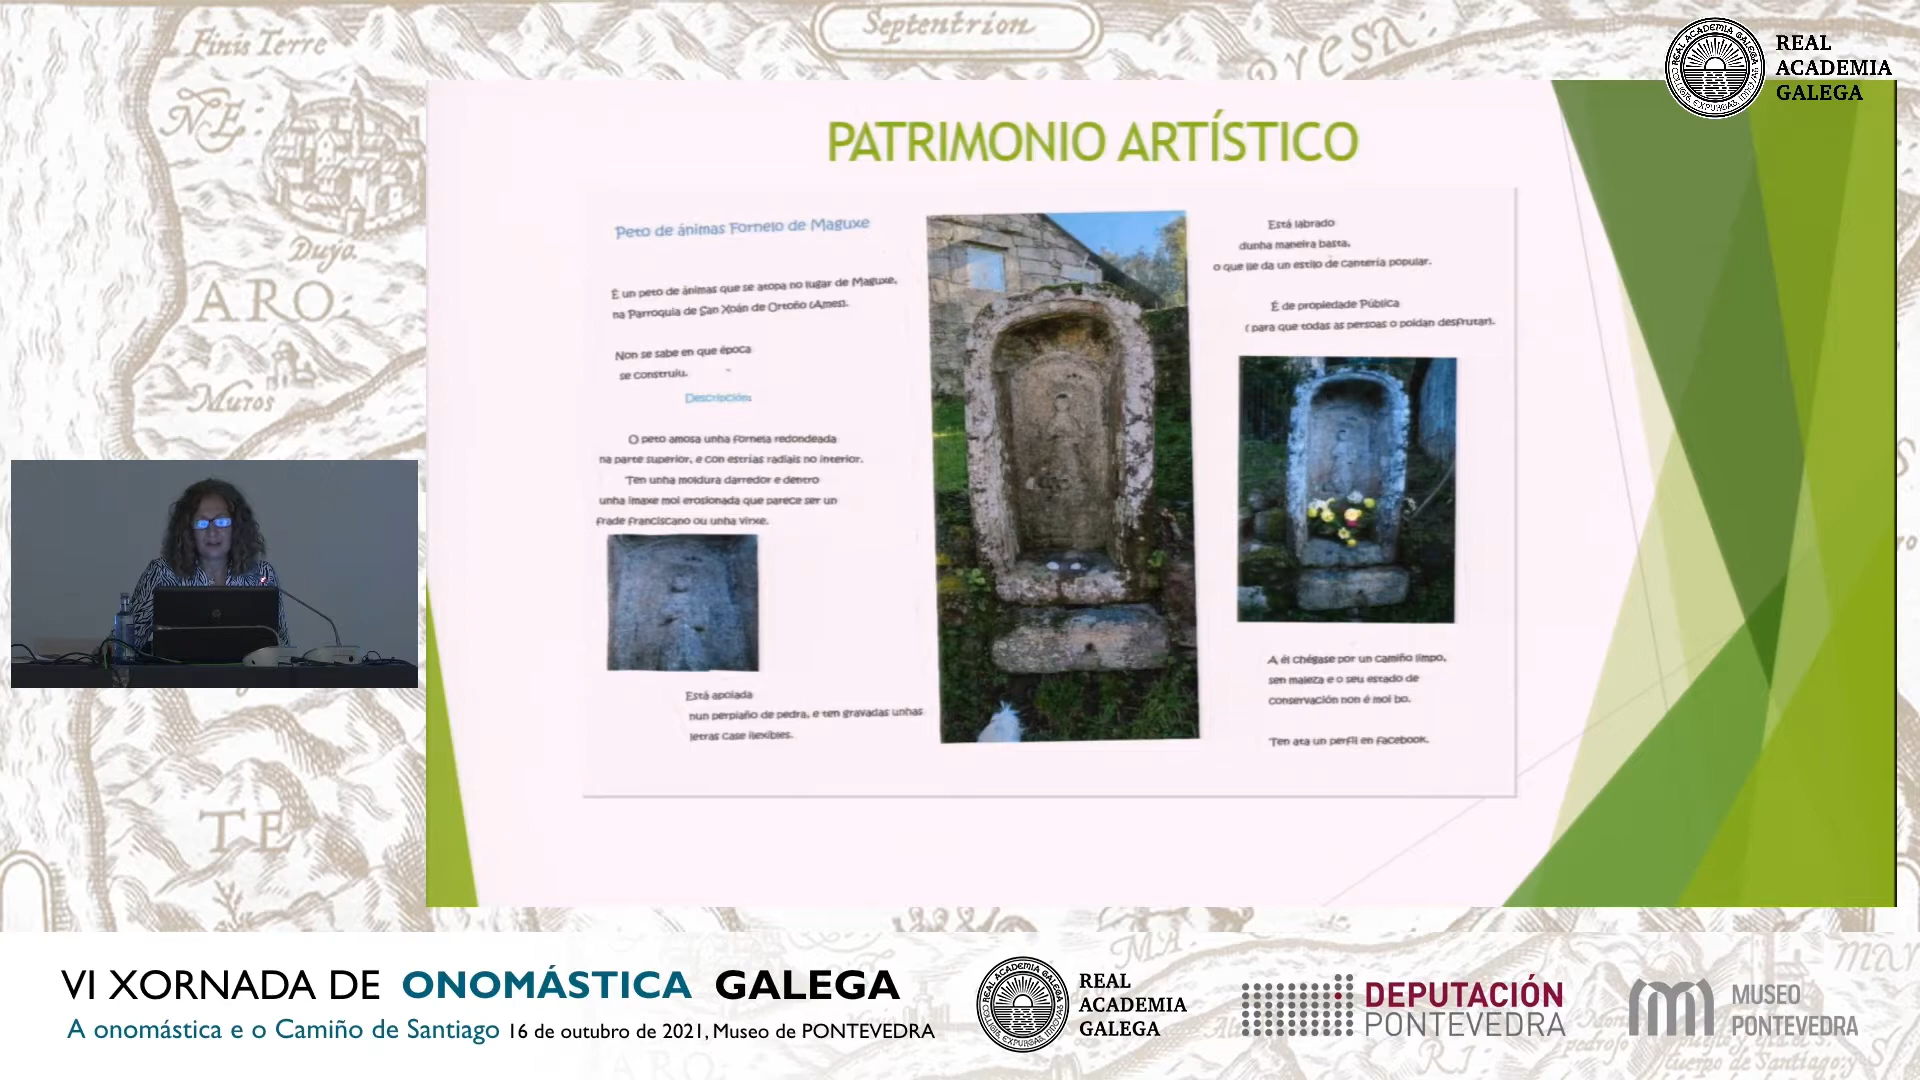 Septentrion
Finis Terre
NE
Duyo.
ARO
Muros
TE
REAL
ACADEMIA
GALEGA
PATRIMONIO ARTÍSTICO
Peto de ánimas Fornelo de Maguxe
É un peto de ánimas que se atopa no lugar de Maguxe,
na Parroquia de San Xoán de Ortoño (Ames).
Non se sabe en que época
se construíu.
Descripción:
O peto amosa unha fornela redondeada
na parte superior, e con estrías radiais no interior.
Ten unha moldura darredor e dentro
unha imaxe moi erosionada que parece ser un
frade franciscano ou unha virxe.
Está apoiada
nun perpiaño de pedra, e ten gravadas unhas
letras case ilexibles.
Está labrado
dunha maneira basta,
o que lle da un estilo de cantería popular.
É de propiedade Pública
( para que todas as persoas o poidan desfrutar).
A él chégase por un camiño limpo,
sen maleza e o seu estado de
conservación non é moi bo.
Ten ata un perfil en Facebook.
VI XORNADA DE ONOMÁSTICA GALEGA
A onomástica e o Camiño de Santiago 16 de outubro de 2021, Museo de PONTEVEDRA
REAL
ACADEMIA
GALEGA
DEPUTACIÓN
PONTEVEDRA
MUSEO
PONTEVEDRA